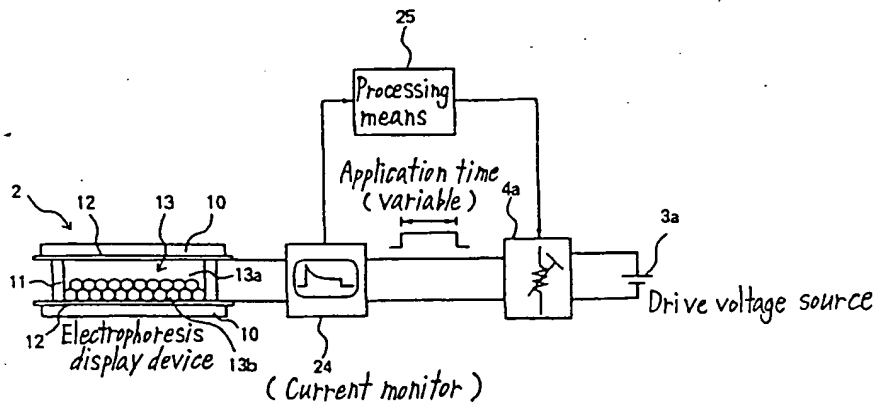 25
Processing
means
Application time
(variable)
4a
3a
2
12
13
10
13a
11
12
10
Electrophoresis
display device
13b
24
(Current monitor)
Drive voltage source